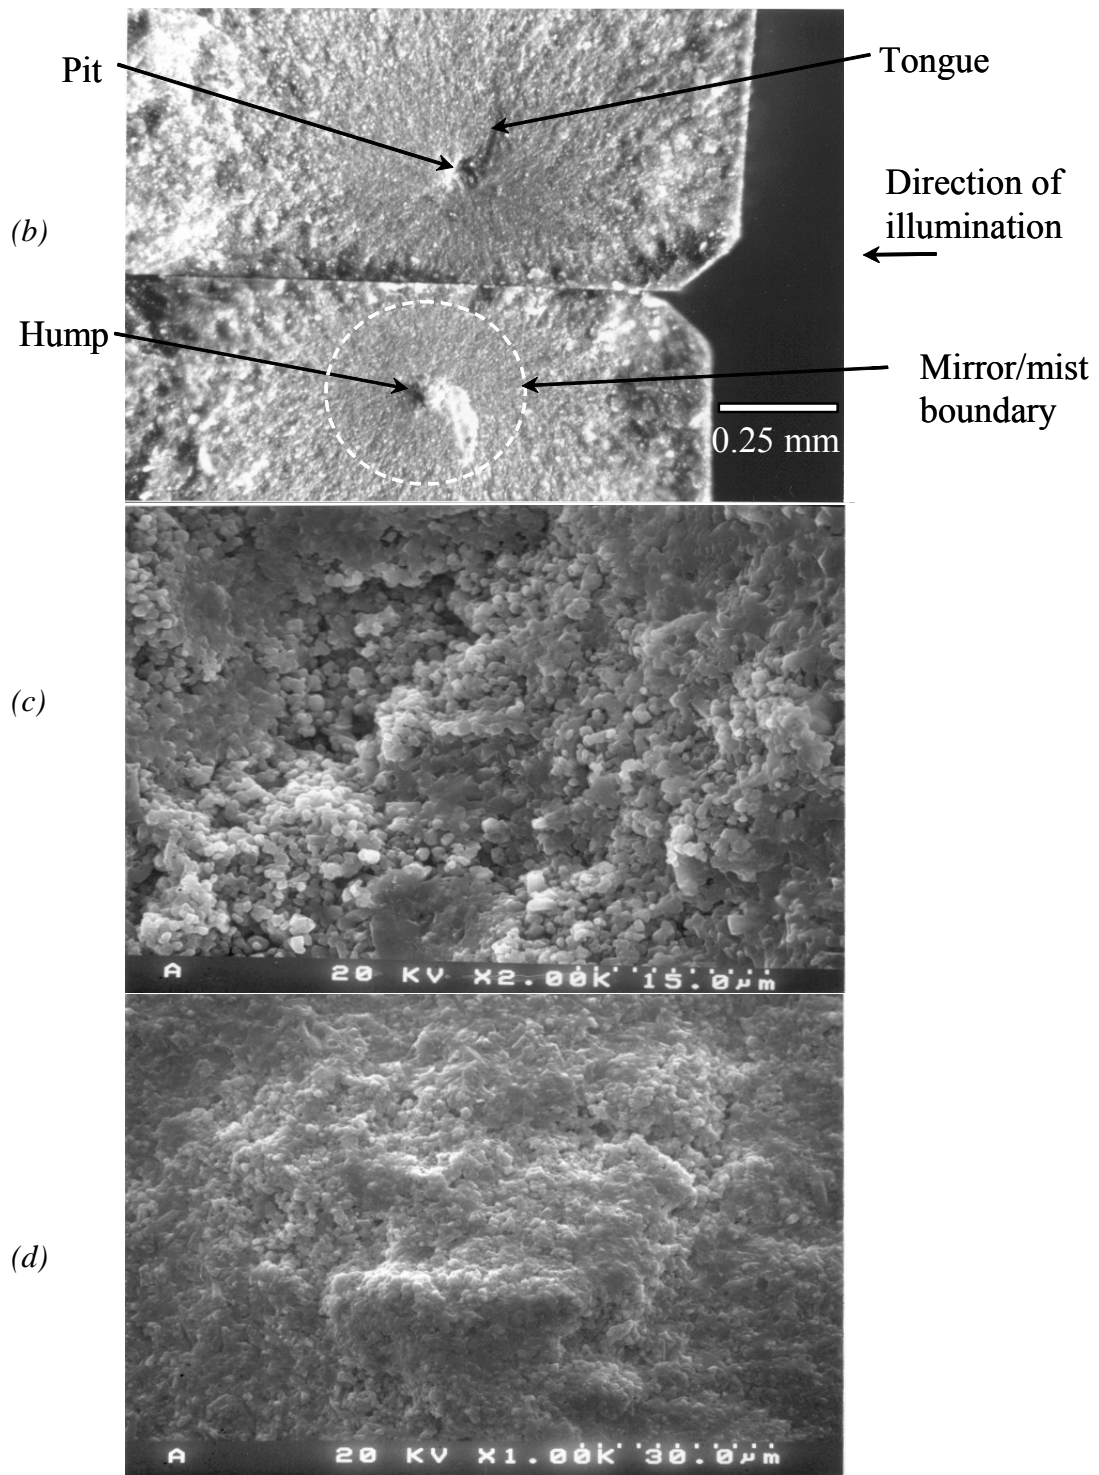 Pit
Tongue
Direction of
illumination
(b)
Hump
Mirror/mist
boundary
0.25 mm
(c)
A 20 KV X2.00K 15.0µm
(d)
A 20 KV X1.00K 30.0µm